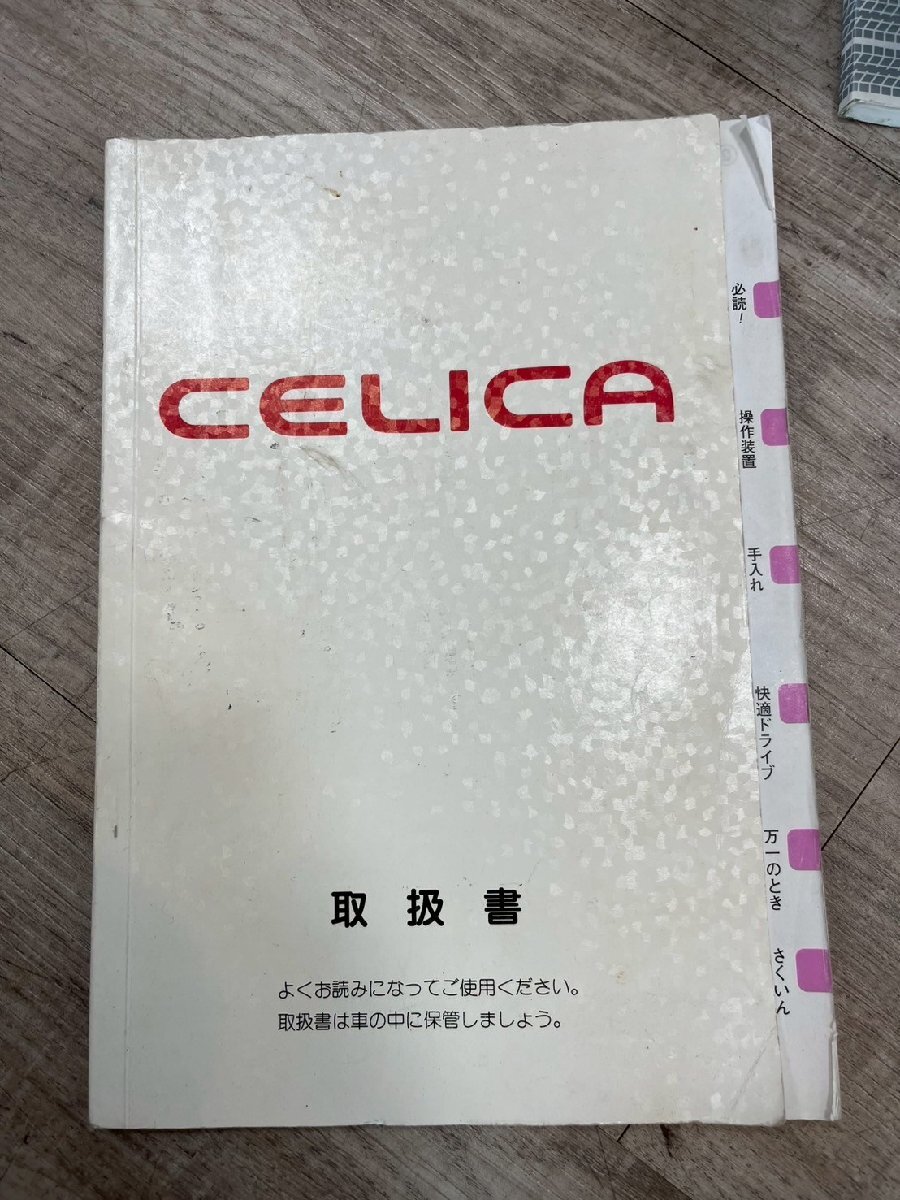 CELICA
取扱書
よくお読みになってご使用ください。
取扱書は車の中に保管しましょう。
必読!
操作装置
手入れ
快適ドライブ
万一のとき
さくいん